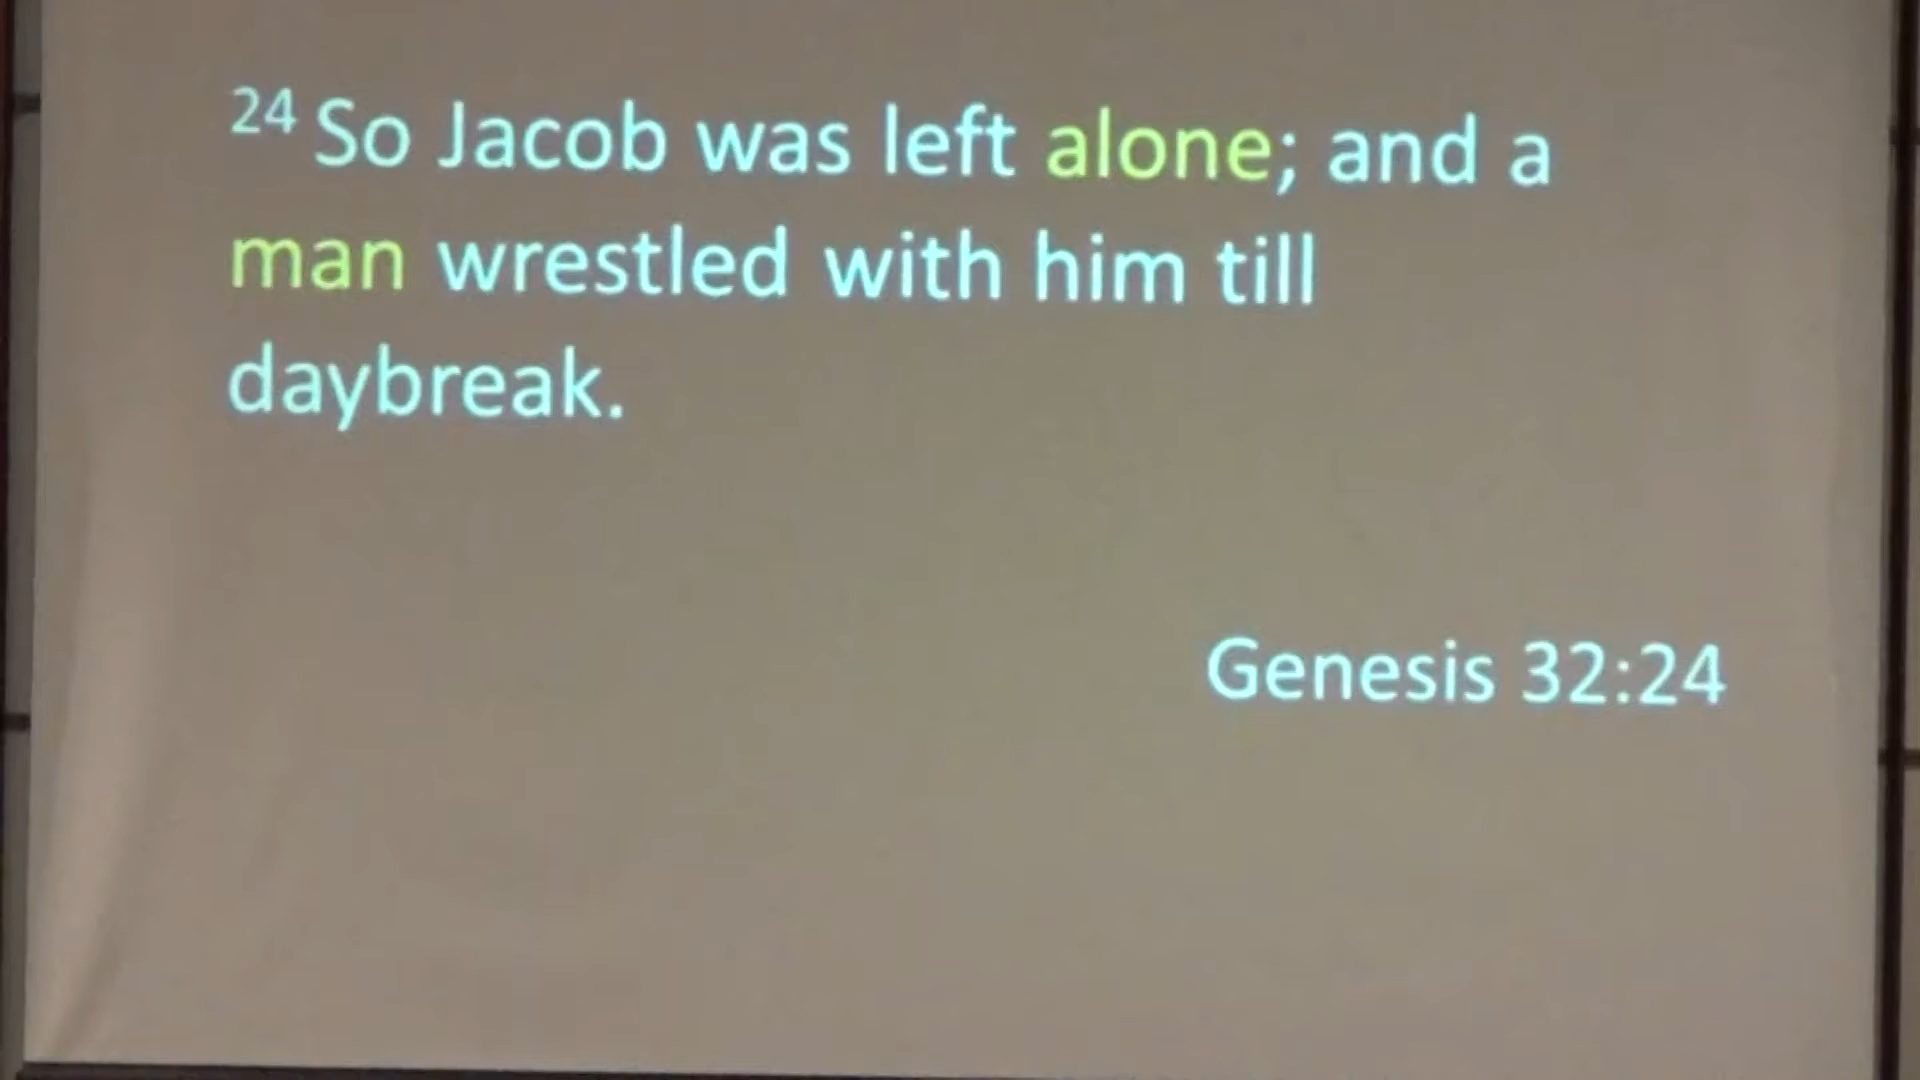 24 So Jacob was left alone; and a
man wrestled with him till
daybreak.
Genesis 32:24